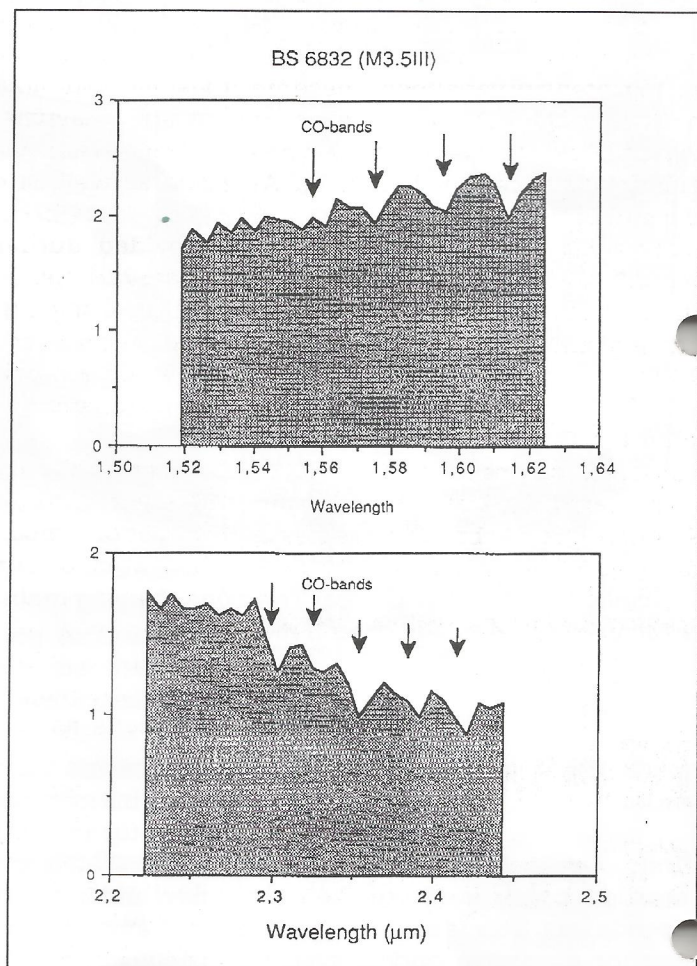 BS 6832 (M3.5III)
3
CO-bands
2
1
0
1,50 1,52 1,54 1,56 1,58 1,60 1,62 1,64
Wavelength
2
CO-bands
1
0
2,2 2,3 2,4 2,5
Wavelength (μm)